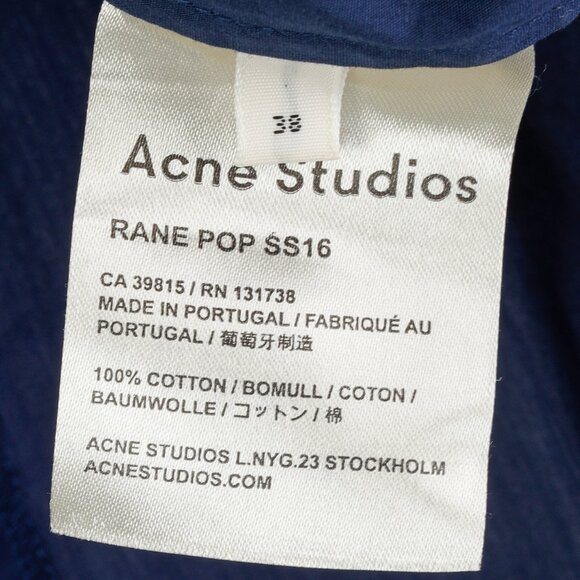 38
Acne Studios
RANE POP SS16
CA 39815 / RN 131738
MADE IN PORTUGAL / FABRIQUÉ AU
PORTUGAL / 葡萄牙制造
100% COTTON / BOMULL / COTON /
BAUMWOLLE / コットン / 棉
ACNE STUDIOS L.NYG.23 STOCKHOLM
ACNESTUDIOS.COM